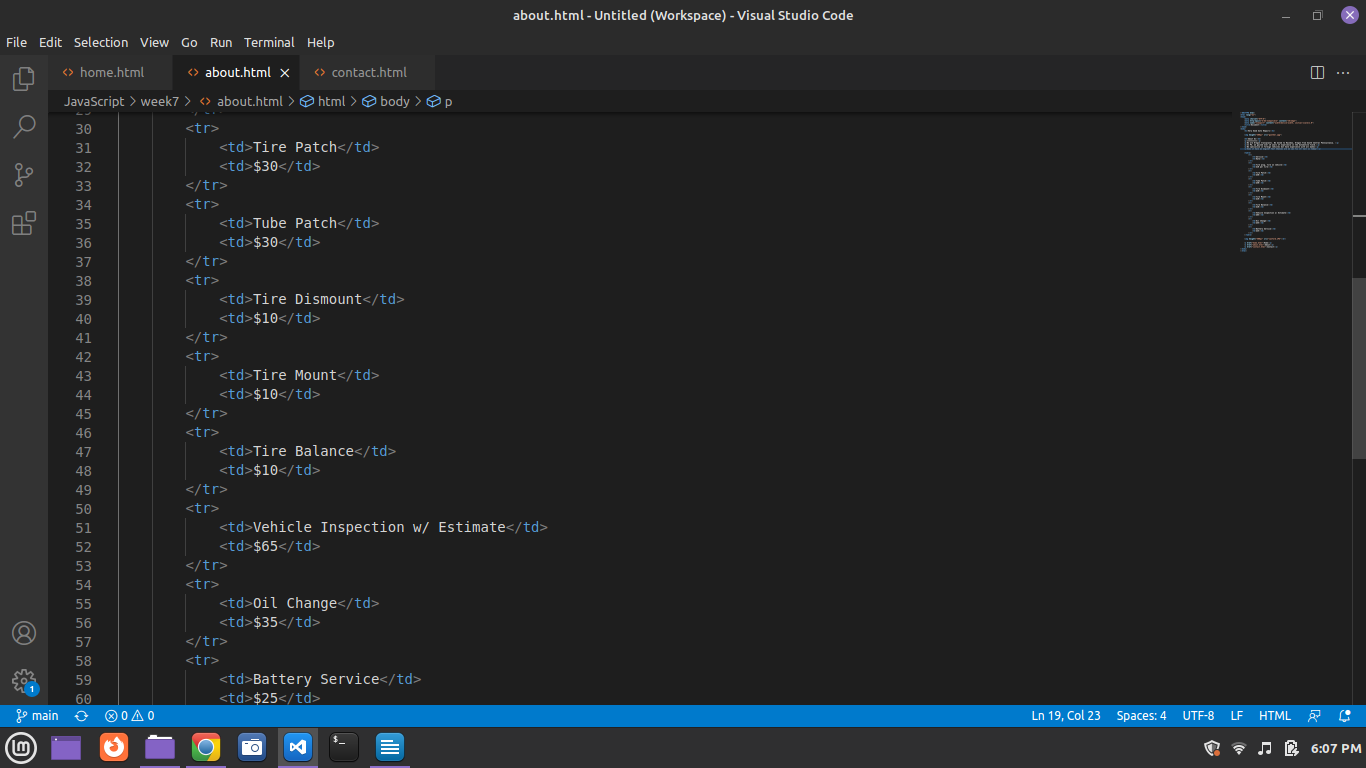 about.html - Untitled (Workspace) - Visual Studio Code
File Edit Selection View Go Run Terminal Help
home.html about.html contact.html
JavaScript > week7 > about.html > html > body > p
30 <tr>
31 <td>Tire Patch</td>
32 <td>$30</td>
33 </tr>
34 <tr>
35 <td>Tube Patch</td>
36 <td>$30</td>
37 </tr>
38 <tr>
39 <td>Tire Dismount</td>
40 <td>$10</td>
41 </tr>
42 <tr>
43 <td>Tire Mount</td>
44 <td>$10</td>
45 </tr>
46 <tr>
47 <td>Tire Balance</td>
48 <td>$10</td>
49 </tr>
50 <tr>
51 <td>Vehicle Inspection w/ Estimate</td>
52 <td>$65</td>
53 </tr>
54 <tr>
55 <td>Oil Change</td>
56 <td>$35</td>
57 </tr>
58 <tr>
59 <td>Battery Service</td>
60 <td>$25</td>
1
main 0 0 Ln 19, Col 23 Spaces: 4 UTF-8 LF HTML
6:07 PM